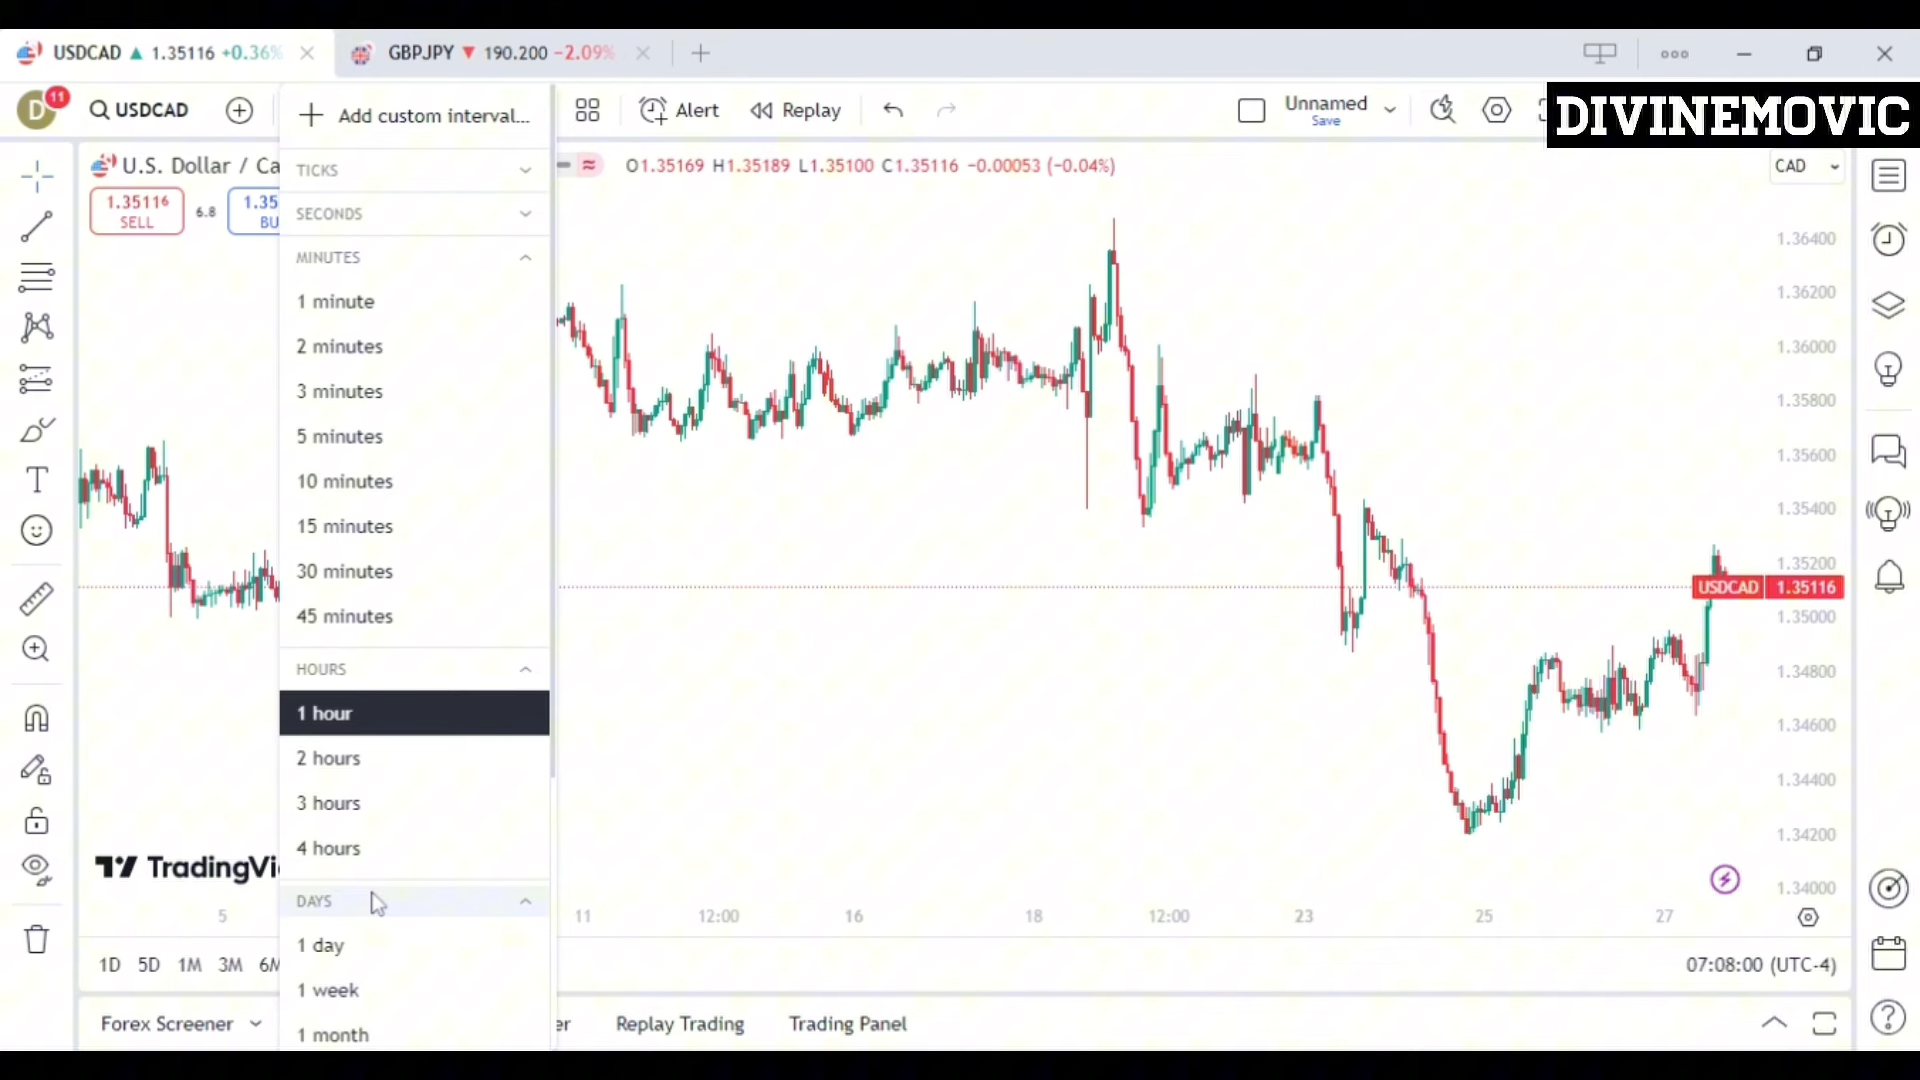 USDCAD ▲ 1.35116 +0.36%
GBPJPY ▼ 190.200 −2.09%
D
11
USDCAD
Add custom interval...
Alert
Replay
Unnamed
Save
DIVINEMOVIC
U.S. Dollar / Ca
O1.35169 H1.35189 L1.35100 C1.35116 −0.00053 (−0.04%)
CAD
1.35116
SELL
6.8
1.35
BU
TICKS
SECONDS
MINUTES
1 minute
2 minutes
3 minutes
5 minutes
10 minutes
15 minutes
30 minutes
45 minutes
HOURS
1 hour
2 hours
3 hours
4 hours
DAYS
1 day
1 week
1 month
1.36400
1.36200
1.36000
1.35800
1.35600
1.35400
1.35200
USDCAD 1.35116
1.35000
1.34800
1.34600
1.34400
1.34200
1.34000
TradingVi
5 11 12:00 16 18 12:00 23 25 27
1D 5D 1M 3M 6M
07:08:00 (UTC-4)
Forex Screener
er
Replay Trading
Trading Panel